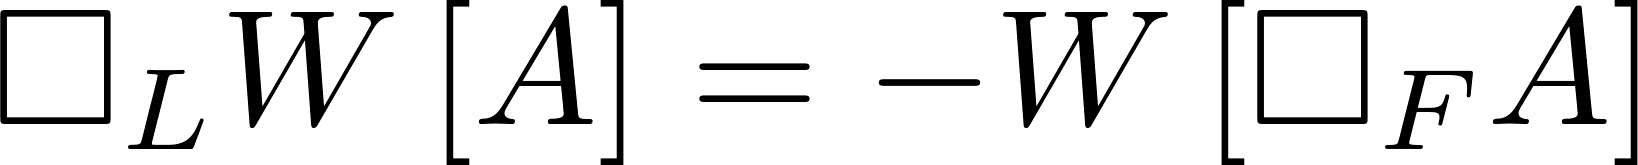 □_L W [A] = −W [□_F A]